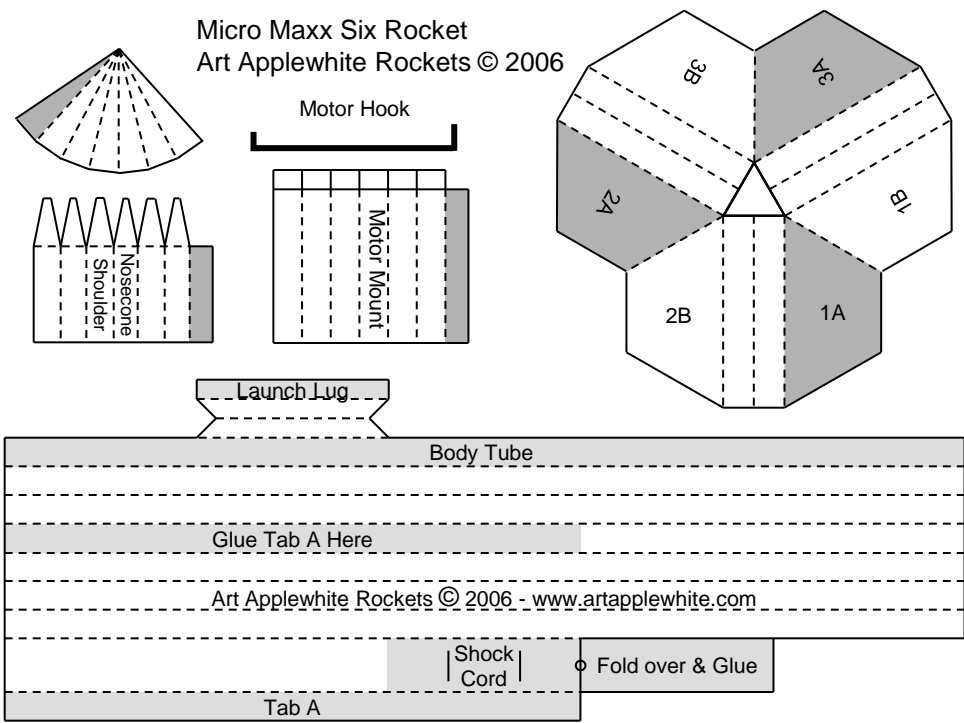 Micro Maxx Six Rocket
Art Applewhite Rockets © 2006
Motor Hook
3B
3A
2A
1B
2B
1A
Motor Mount
Nosecone
Shoulder
Launch Lug
Body Tube
Glue Tab A Here
Art Applewhite Rockets © 2006 - www.artapplewhite.com
Shock
Cord
Fold over & Glue
Tab A